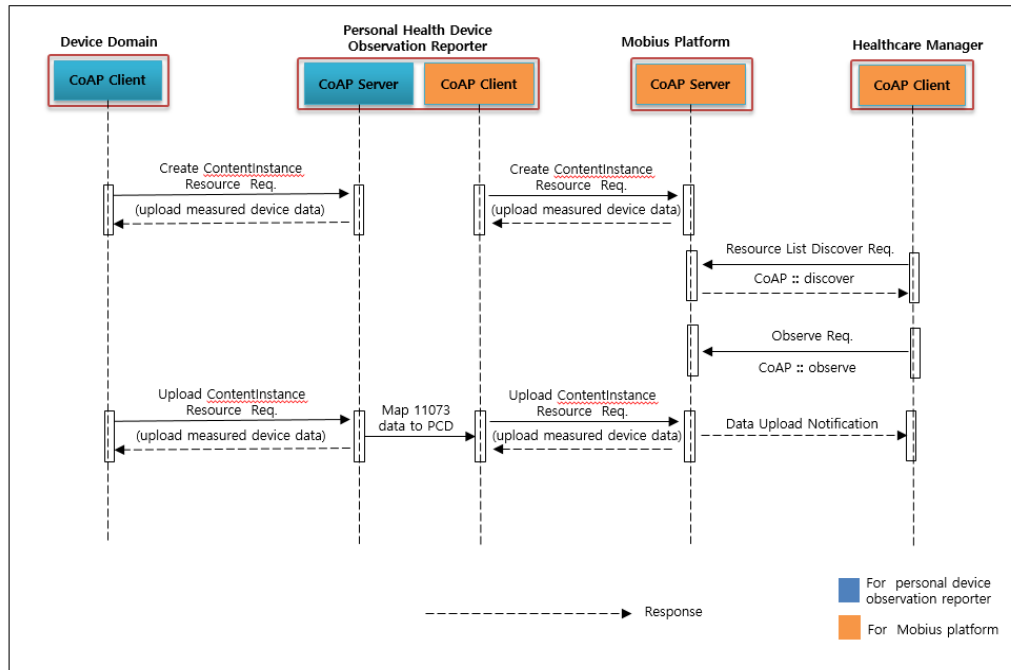 Device Domain
Personal Health Device
Observation Reporter
Mobius Platform
Healthcare Manager
CoAP Client
CoAP Server
CoAP Client
CoAP Server
CoAP Client
Create ContentInstance
Resource Req.
(upload measured device data)
Create ContentInstance
Resource Req.
(upload measured device data)
Resource List Discover Req.
CoAP :: discover
Observe Req.
CoAP :: observe
Upload ContentInstance
Resource Req.
(upload measured device data)
Map 11073
data to PCD
Upload ContentInstance
Resource Req.
(upload measured device data)
Data Upload Notification
Response
For personal device
observation reporter
For Mobius platform